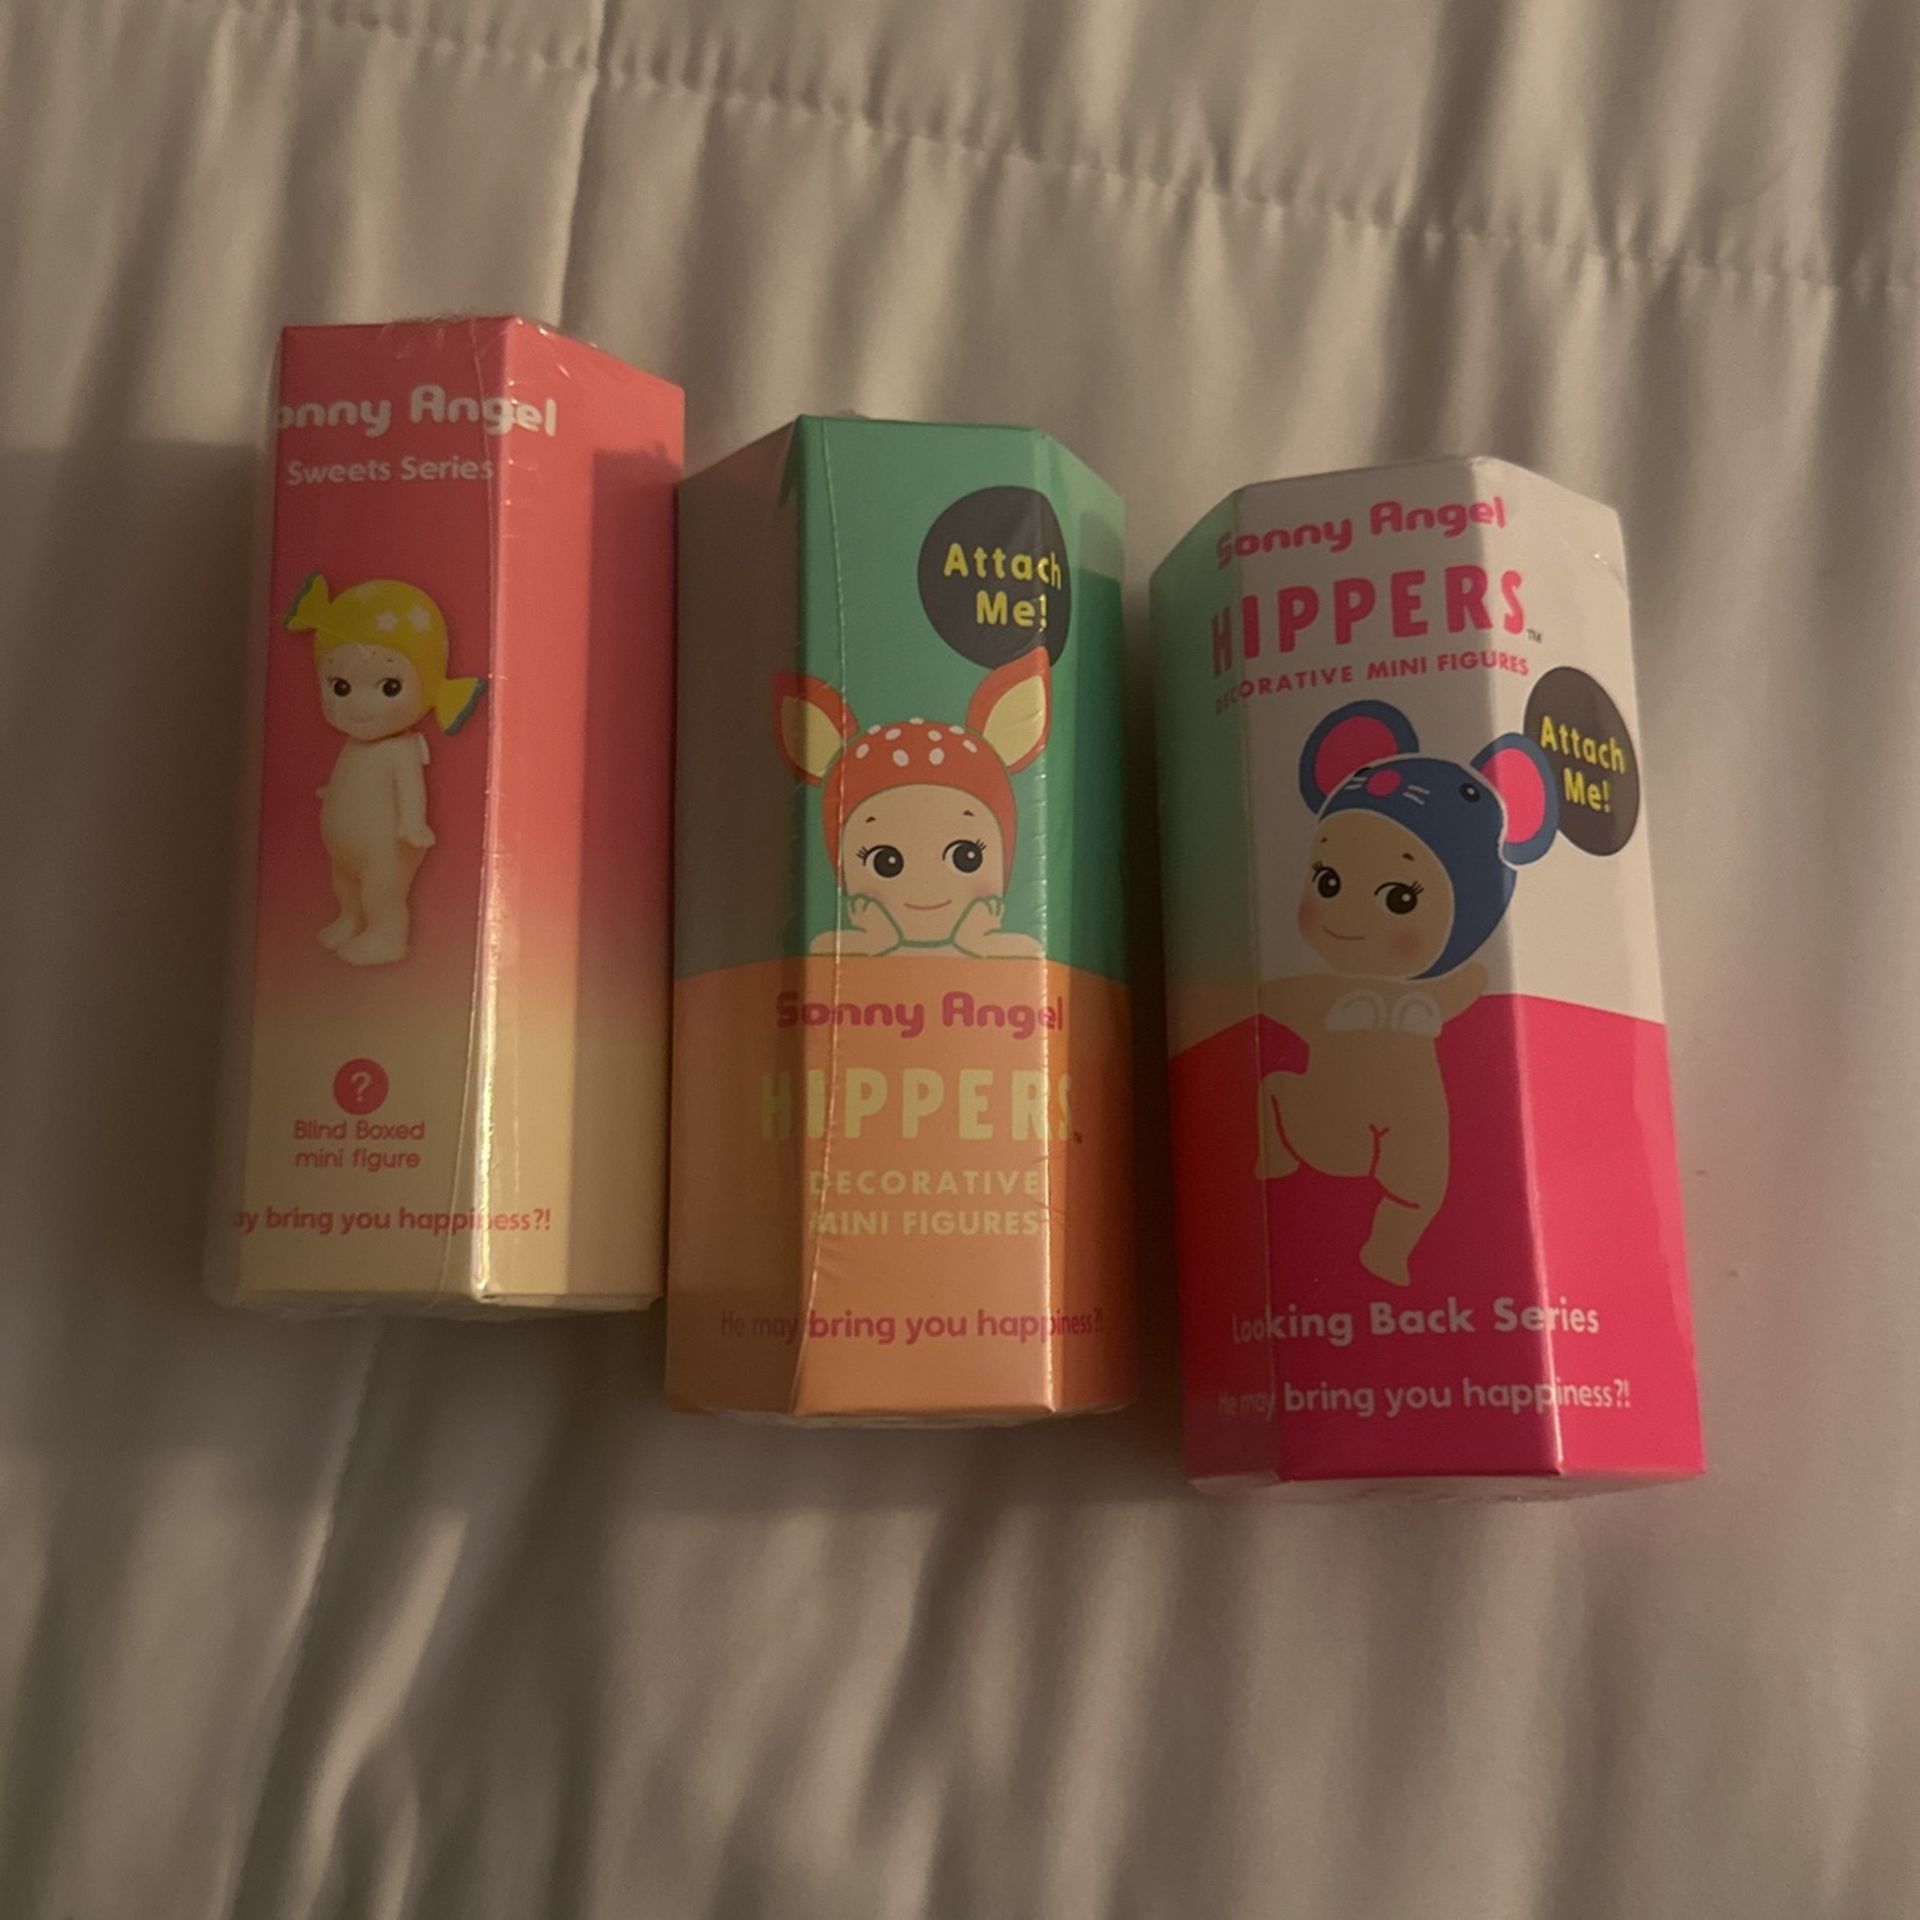 onny Angel
Sweets Series
?
Blind Boxed
mini figure
ay bring you happiness?!
Attach
Me!
Sonny Angel
HIPPERS™
DECORATIVE
MINI FIGURES
He may bring you happiness?!
Sonny Angel
HIPPERS™
DECORATIVE MINI FIGURES
Attach
Me!
Looking Back Series
He may bring you happiness?!